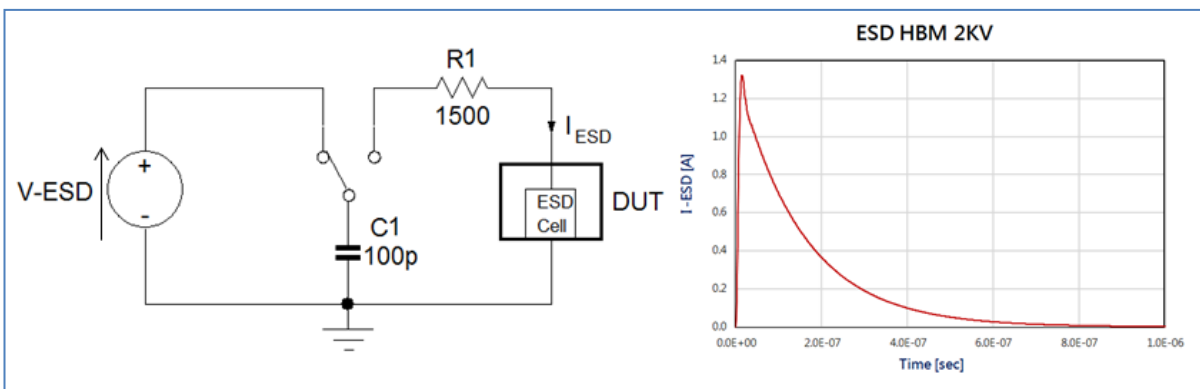 R1
1500
I ESD
+
V-ESD
-
ESD
Cell
DUT
C1
100p
ESD HBM 2KV
I-ESD [A]
1.4
1.2
1.0
0.8
0.6
0.4
0.2
0.0
0.0E+00 2.0E-07 4.0E-07 6.0E-07 8.0E-07 1.0E-06
Time [sec]